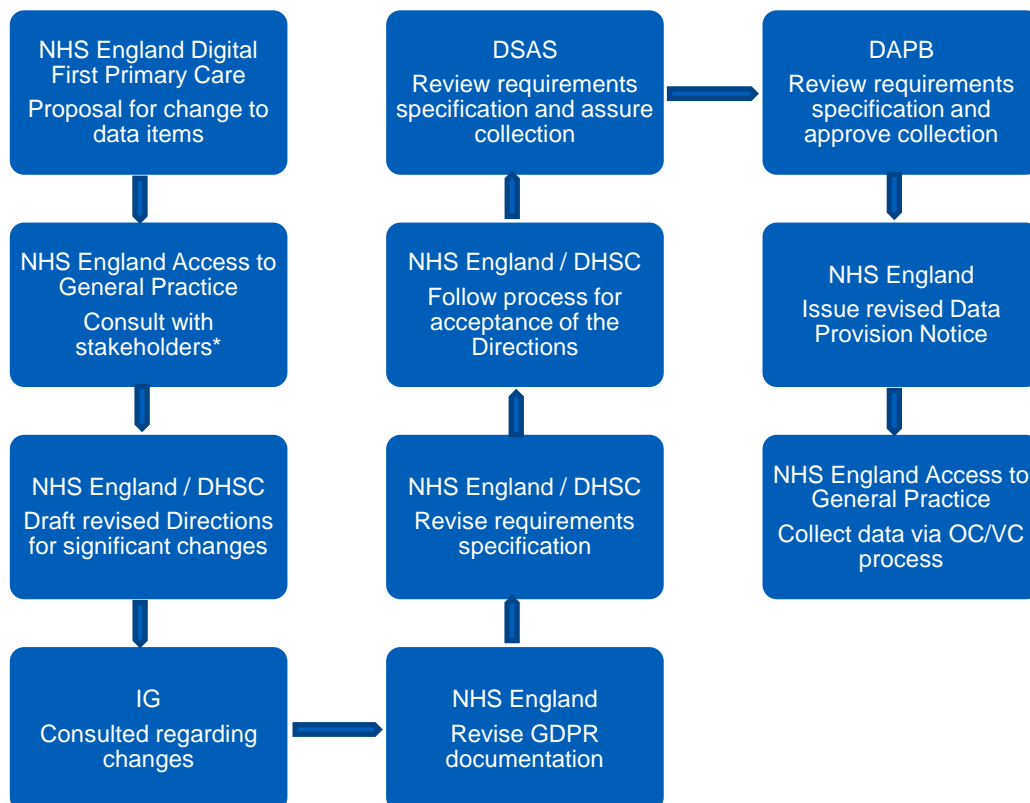 NHS England Digital
First Primary Care
Proposal for change to
data items
NHS England Access to
General Practice
Consult with
stakeholders*
NHS England / DHSC
Draft revised Directions
for significant changes
IG
Consulted regarding
changes
NHS England
Revise GDPR
documentation
NHS England / DHSC
Revise requirements
specification
NHS England / DHSC
Follow process for
acceptance of the
Directions
DSAS
Review requirements
specification and assure
collection
DAPB
Review requirements
specification and
approve collection
NHS England
Issue revised Data
Provision Notice
NHS England Access to
General Practice
Collect data via OC/VC
process